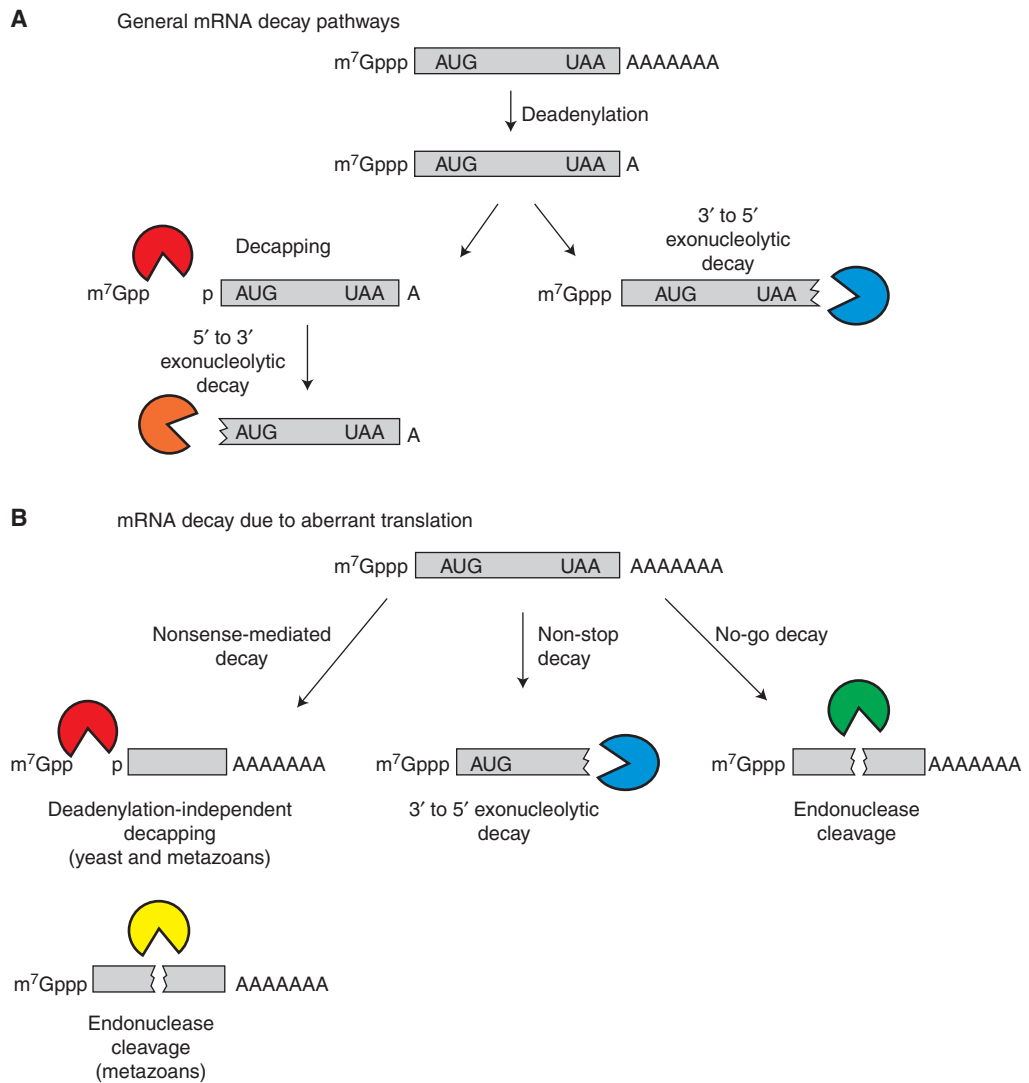 A
General mRNA decay pathways
m⁷Gppp AUG UAA AAAAAAA
Deadenylation
m⁷Gppp AUG UAA A
Decapping
m⁷Gpp p AUG UAA A
3′ to 5′
exonucleolytic
decay
m⁷Gppp AUG UAA
5′ to 3′
exonucleolytic
decay
AUG UAA A
B
mRNA decay due to aberrant translation
m⁷Gppp AUG UAA AAAAAAA
Nonsense-mediated
decay
Non-stop
decay
No-go decay
m⁷Gpp p AAAAAAA
Deadenylation-independent
decapping
(yeast and metazoans)
m⁷Gppp AUG
3′ to 5′ exonucleolytic
decay
m⁷Gppp AAAAAAA
Endonuclease
cleavage
m⁷Gppp AAAAAAA
Endonuclease
cleavage
(metazoans)